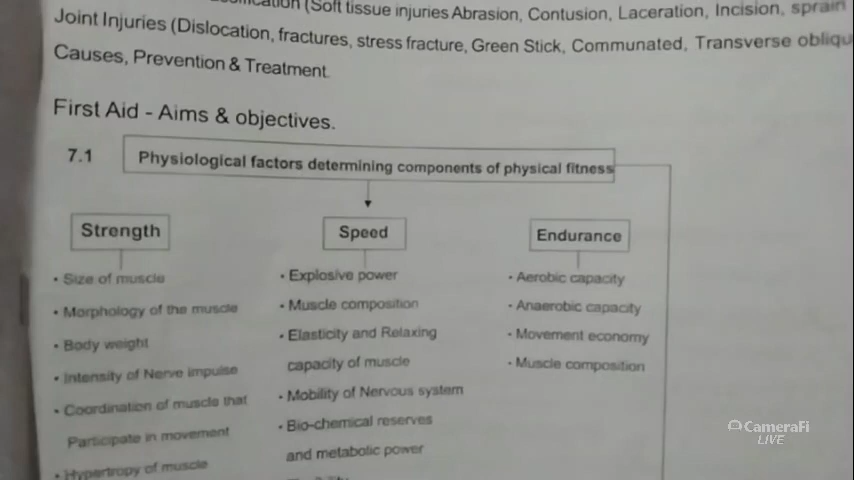 (Soft tissue injuries Abrasion, Contusion, Laceration, Incision, sprain
Joint Injuries (Dislocation, fractures, stress fracture, Green Stick, Communated, Transverse obliqu
Causes, Prevention & Treatment.
First Aid - Aims & objectives.
7.1 Physiological factors determining components of physical fitness
Strength
• Size of muscle
• Morphology of the muscle
• Body weight
• Intensity of Nerve impulse
• Coordination of muscle that
Participate in movement
• Hypertropy of muscle
Speed
• Explosive power
• Muscle composition
• Elasticity and Relaxing
capacity of muscle
• Mobility of Nervous system
• Bio-chemical reserves
and metabolic power
Endurance
• Aerobic capacity
• Anaerobic capacity
• Movement economy
• Muscle composition
CameraFi
LIVE